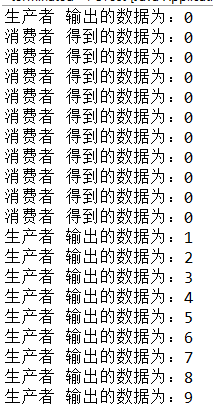 生产者 输出的数据为：0
消费者 得到的数据为：0
消费者 得到的数据为：0
消费者 得到的数据为：0
消费者 得到的数据为：0
消费者 得到的数据为：0
消费者 得到的数据为：0
消费者 得到的数据为：0
消费者 得到的数据为：0
消费者 得到的数据为：0
消费者 得到的数据为：0
生产者 输出的数据为：1
生产者 输出的数据为：2
生产者 输出的数据为：3
生产者 输出的数据为：4
生产者 输出的数据为：5
生产者 输出的数据为：6
生产者 输出的数据为：7
生产者 输出的数据为：8
生产者 输出的数据为：9